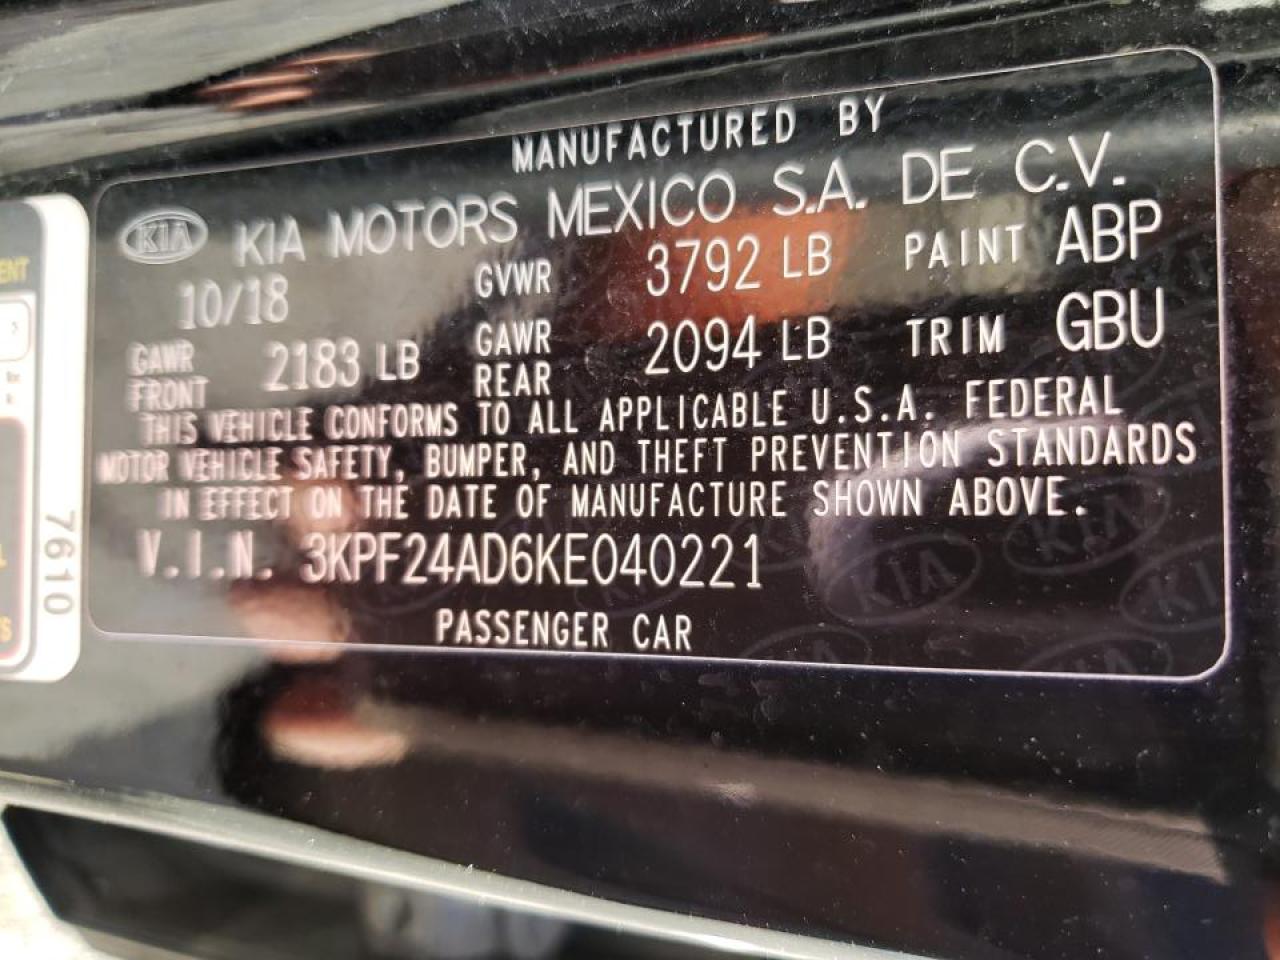 MANUFACTURED BY
KIA KIA MOTORS MEXICO S.A. DE C.V.
10/18 GVWR 3792 LB PAINT ABP
GAWR FRONT 2183 LB GAWR REAR 2094 LB TRIM GBU
THIS VEHICLE CONFORMS TO ALL APPLICABLE U.S.A. FEDERAL
MOTOR VEHICLE SAFETY, BUMPER, AND THEFT PREVENTION STANDARDS
IN EFFECT ON THE DATE OF MANUFACTURE SHOWN ABOVE.
V.I.N. 3KPF24AD6KE040221
PASSENGER CAR
7610